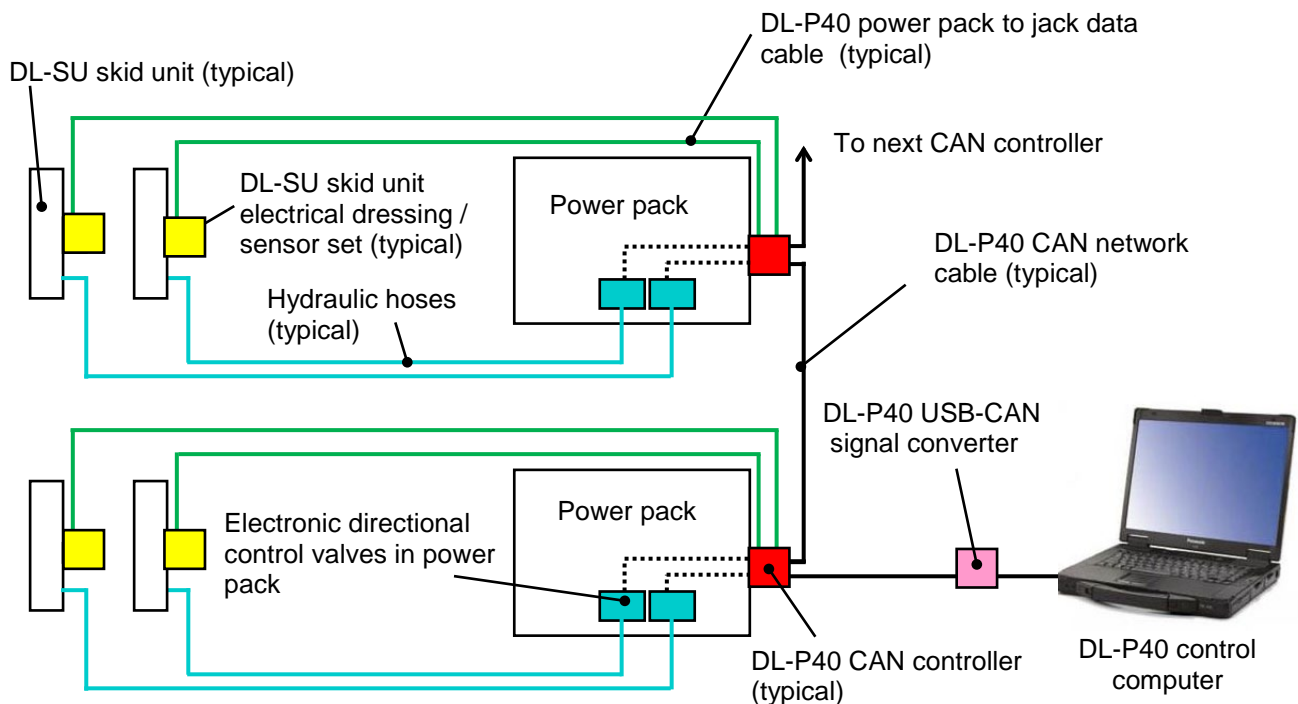 DL-P40 power pack to jack data
cable (typical)
DL-SU skid unit (typical)
To next CAN controller
DL-SU skid unit
electrical dressing /
sensor set (typical)
Power pack
DL-P40 CAN network
cable (typical)
Hydraulic hoses
(typical)
DL-P40 USB-CAN
signal converter
Power pack
Electronic directional
control valves in power
pack
DL-P40 CAN controller
(typical)
DL-P40 control
computer
Panasonic